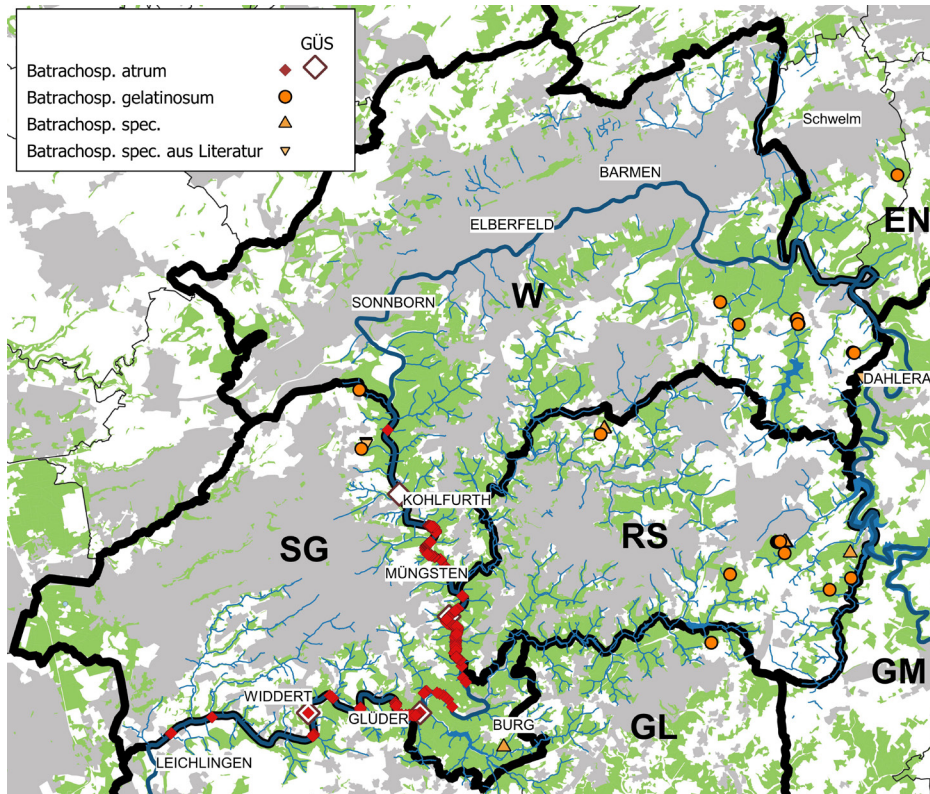 GÜS
Batrachosp. atrum
Batrachosp. gelatinosum
Batrachosp. spec.
Batrachosp. spec. aus Literatur
Schwelm
BARMEN
EN
ELBERFELD
W
SONNBORN
DAHLERA
KOHLFURTH
SG
RS
MÜNGSTEN
GM
WIDDERT
GLÜDER
BURG
GL
LEICHLINGEN